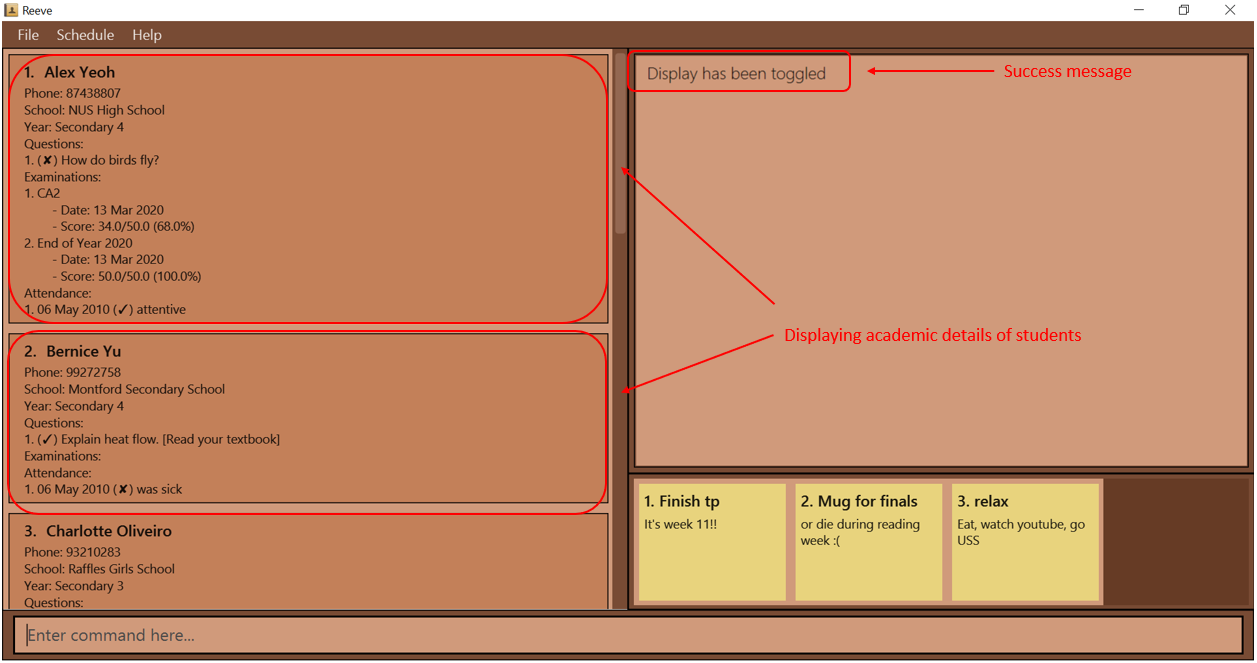 Reeve
File Schedule Help
1. Alex Yeoh
Phone: 87438807
School: NUS High School
Year: Secondary 4
Questions:
1. (✘) How do birds fly?
Examinations:
1. CA2
- Date: 13 Mar 2020
- Score: 34.0/50.0 (68.0%)
2. End of Year 2020
- Date: 13 Mar 2020
- Score: 50.0/50.0 (100.0%)
Attendance:
1. 06 May 2010 (✓) attentive
2. Bernice Yu
Phone: 99272758
School: Montford Secondary School
Year: Secondary 4
Questions:
1. (✓) Explain heat flow. [Read your textbook]
Examinations:
Attendance:
1. 06 May 2010 (✘) was sick
3. Charlotte Oliveiro
Phone: 93210283
School: Raffles Girls School
Year: Secondary 3
Questions:
Display has been toggled
Success message
Displaying academic details of students
1. Finish tp
It's week 11!!
2. Mug for finals
or die during reading
week :(
3. relax
Eat, watch youtube, go
USS
Enter command here...